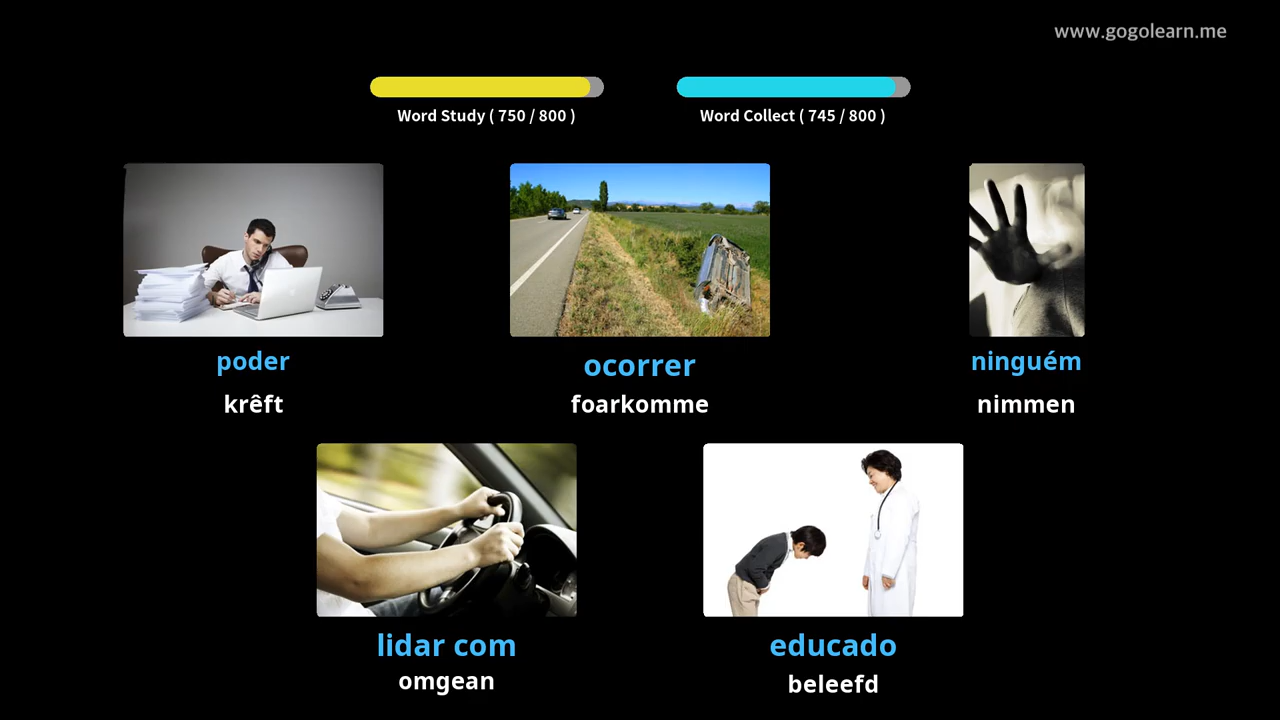 www.gogolearn.me
Word Study ( 750 / 800 )
Word Collect ( 745 / 800 )
poder
krêft
ocorrer
foarkomme
ninguém
nimmen
lidar com
omgean
educado
beleefd